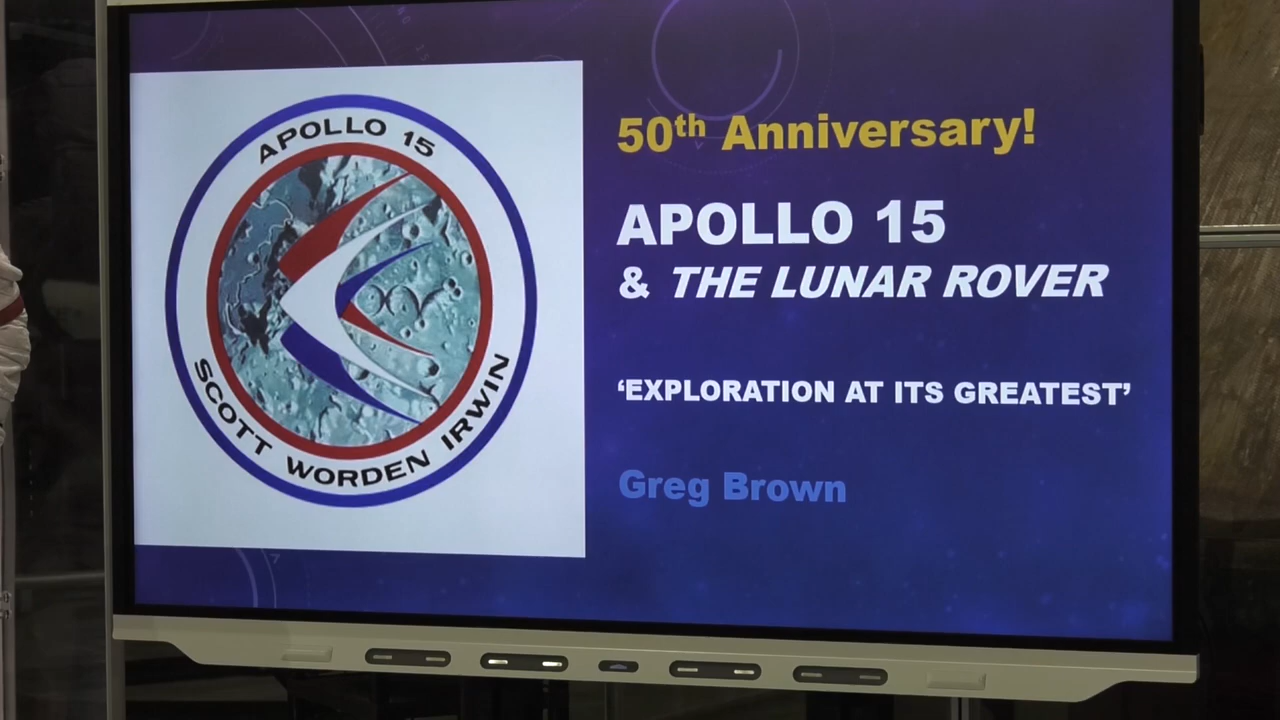 APOLLO 15
SCOTT WORDEN IRWIN
50th Anniversary!
APOLLO 15
& THE LUNAR ROVER
‘EXPLORATION AT ITS GREATEST’
Greg Brown